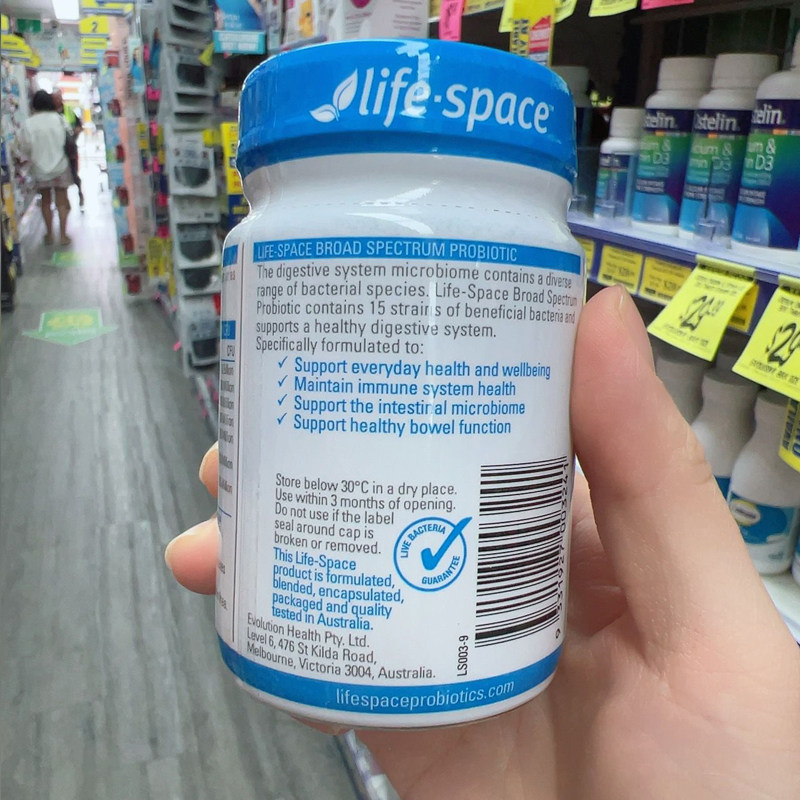 life-space
LIFE-SPACE BROAD SPECTRUM PROBIOTIC
The digestive system microbiome contains a diverse
range of bacterial species. Life-Space Broad Spectrum
Probiotic contains 15 strains of beneficial bacteria and
supports a healthy digestive system.
Specifically formulated to:
✓ Support everyday health and wellbeing
✓ Maintain immune system health
✓ Support the intestinal microbiome
✓ Support healthy bowel function
Store below 30°C in a dry place.
Use within 3 months of opening.
Do not use if the label
seal around cap is
broken or removed.
This Life-Space
product is formulated,
blended, encapsulated,
packaged and quality
tested in Australia.
LIVE BACTERIA
GUARANTEE
Evolution Health Pty. Ltd.
Level 6, 476 St Kilda Road,
Melbourne, Victoria 3004, Australia.
LS003-9
lifespaceprobiotics.com
CFU
stelin
D3